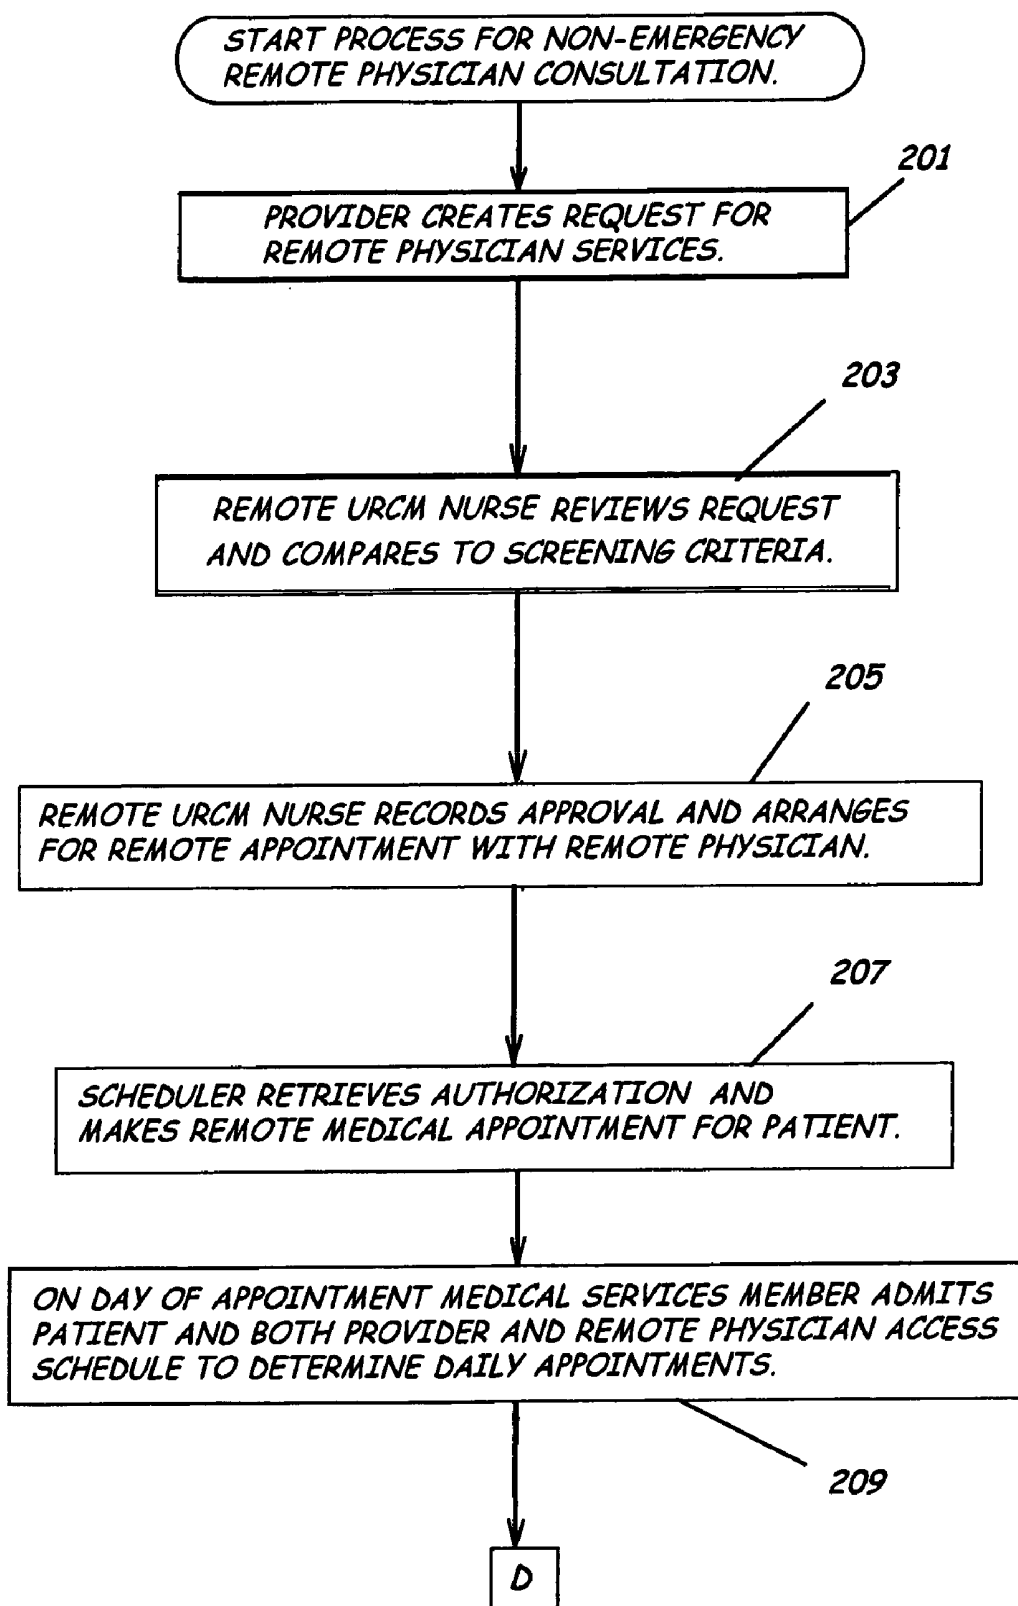 START PROCESS FOR NON-EMERGENCY
REMOTE PHYSICIAN CONSULTATION.
201
PROVIDER CREATES REQUEST FOR
REMOTE PHYSICIAN SERVICES.
203
REMOTE URCM NURSE REVIEWS REQUEST
AND COMPARES TO SCREENING CRITERIA.
205
REMOTE URCM NURSE RECORDS APPROVAL AND ARRANGES
FOR REMOTE APPOINTMENT WITH REMOTE PHYSICIAN.
207
SCHEDULER RETRIEVES AUTHORIZATION AND
MAKES REMOTE MEDICAL APPOINTMENT FOR PATIENT.
ON DAY OF APPOINTMENT MEDICAL SERVICES MEMBER ADMITS
PATIENT AND BOTH PROVIDER AND REMOTE PHYSICIAN ACCESS
SCHEDULE TO DETERMINE DAILY APPOINTMENTS.
209
D